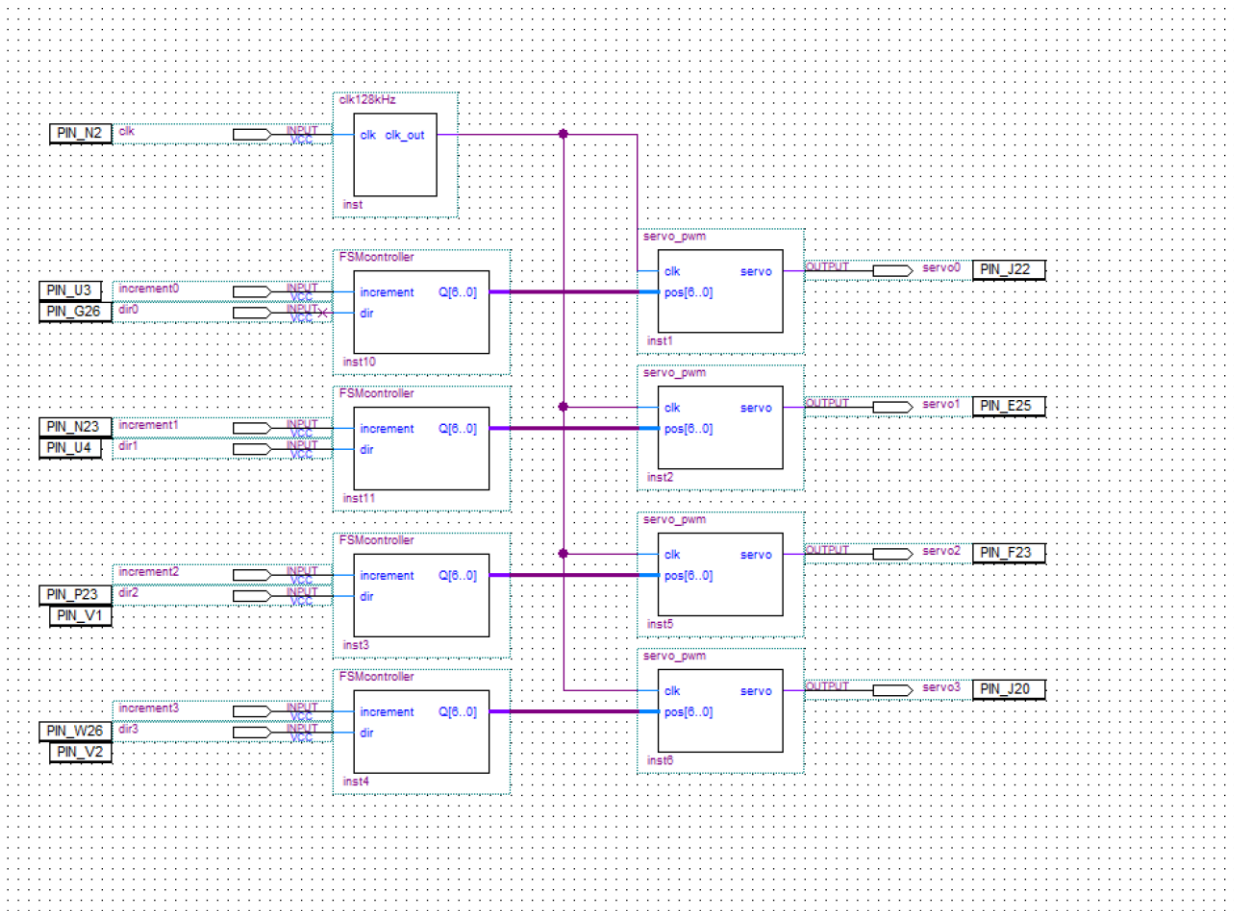 clk128kHz
PIN_N2 clk INPUT VCC clk clk_out
inst
servo_pwm
FSMcontroller
clk servo OUTPUT servo0 PIN_J22
PIN_U3 increment0 INPUT VCC increment Q[6..0] pos[6..0]
PIN_G26 dir0 INPUT VCC dir
inst1
inst10
servo_pwm
FSMcontroller
clk servo OUTPUT servo1 PIN_E25
PIN_N23 increment1 INPUT VCC increment Q[6..0] pos[6..0]
PIN_U4 dir1 INPUT VCC dir
inst2
inst11
servo_pwm
FSMcontroller
clk servo OUTPUT servo2 PIN_F23
increment2 INPUT VCC increment Q[6..0] pos[6..0]
PIN_P23 dir2 INPUT VCC dir
PIN_V1
inst5
inst3
servo_pwm
FSMcontroller
clk servo OUTPUT servo3 PIN_J20
increment3 INPUT VCC increment Q[6..0] pos[6..0]
PIN_W26 dir3 INPUT VCC dir
PIN_V2
inst6
inst4